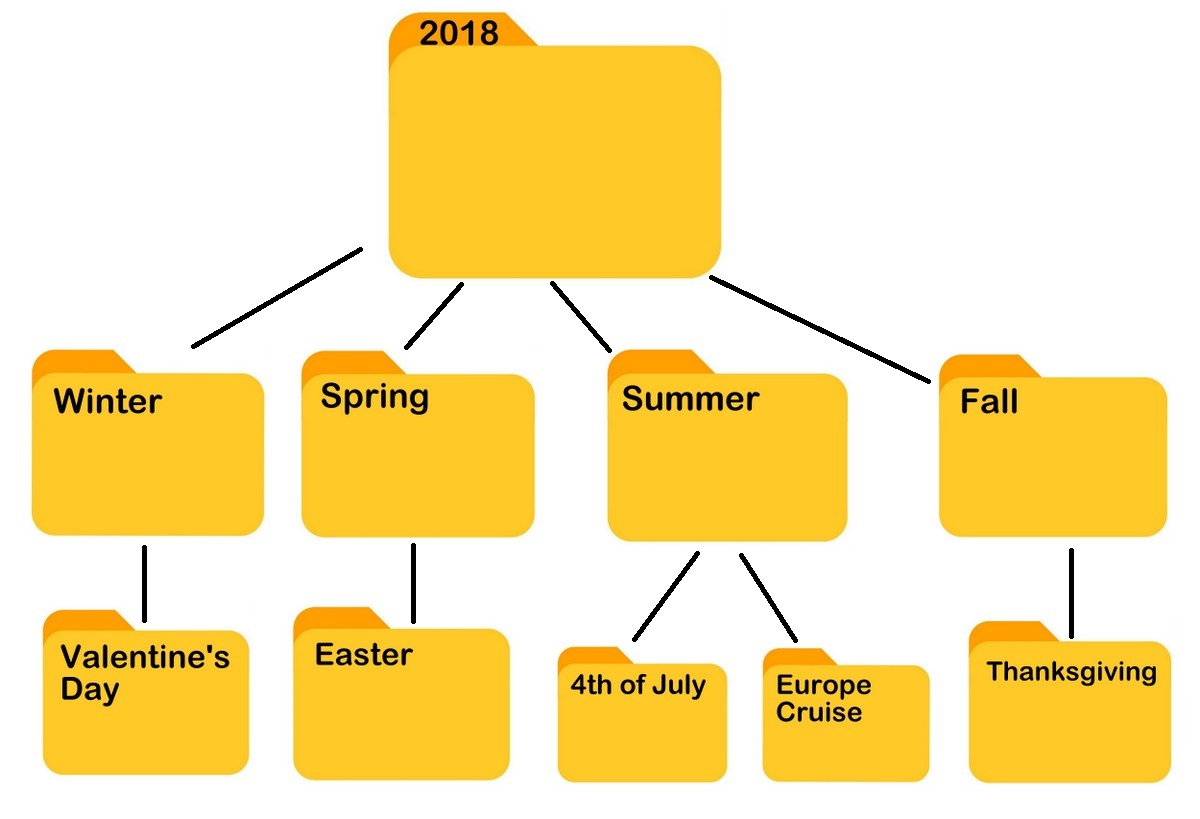 2018
Winter
Spring
Summer
Fall
Valentine's
Day
Easter
4th of July
Europe
Cruise
Thanksgiving